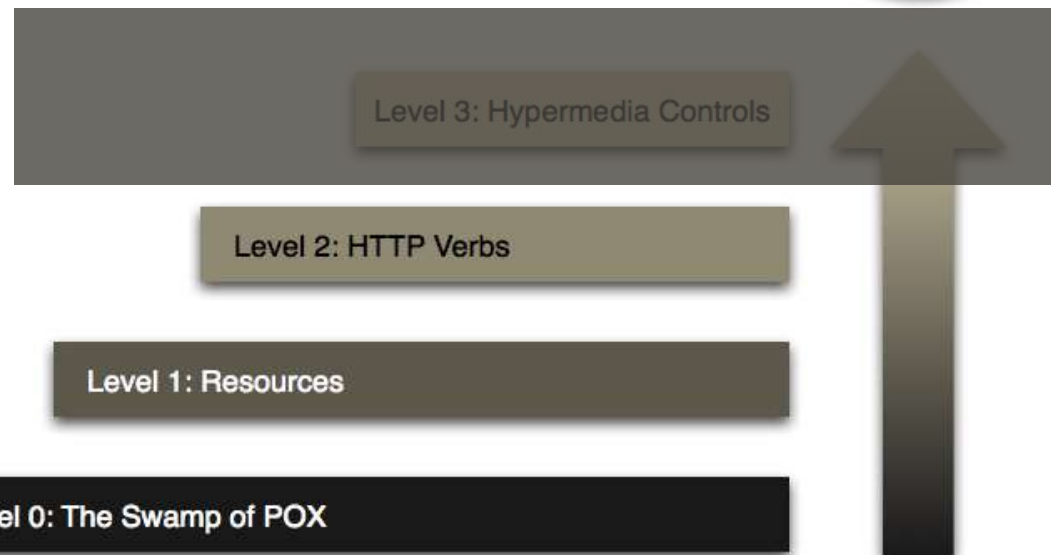 Level 3: Hypermedia Controls
Level 2: HTTP Verbs
Level 1: Resources
el 0: The Swamp of POX